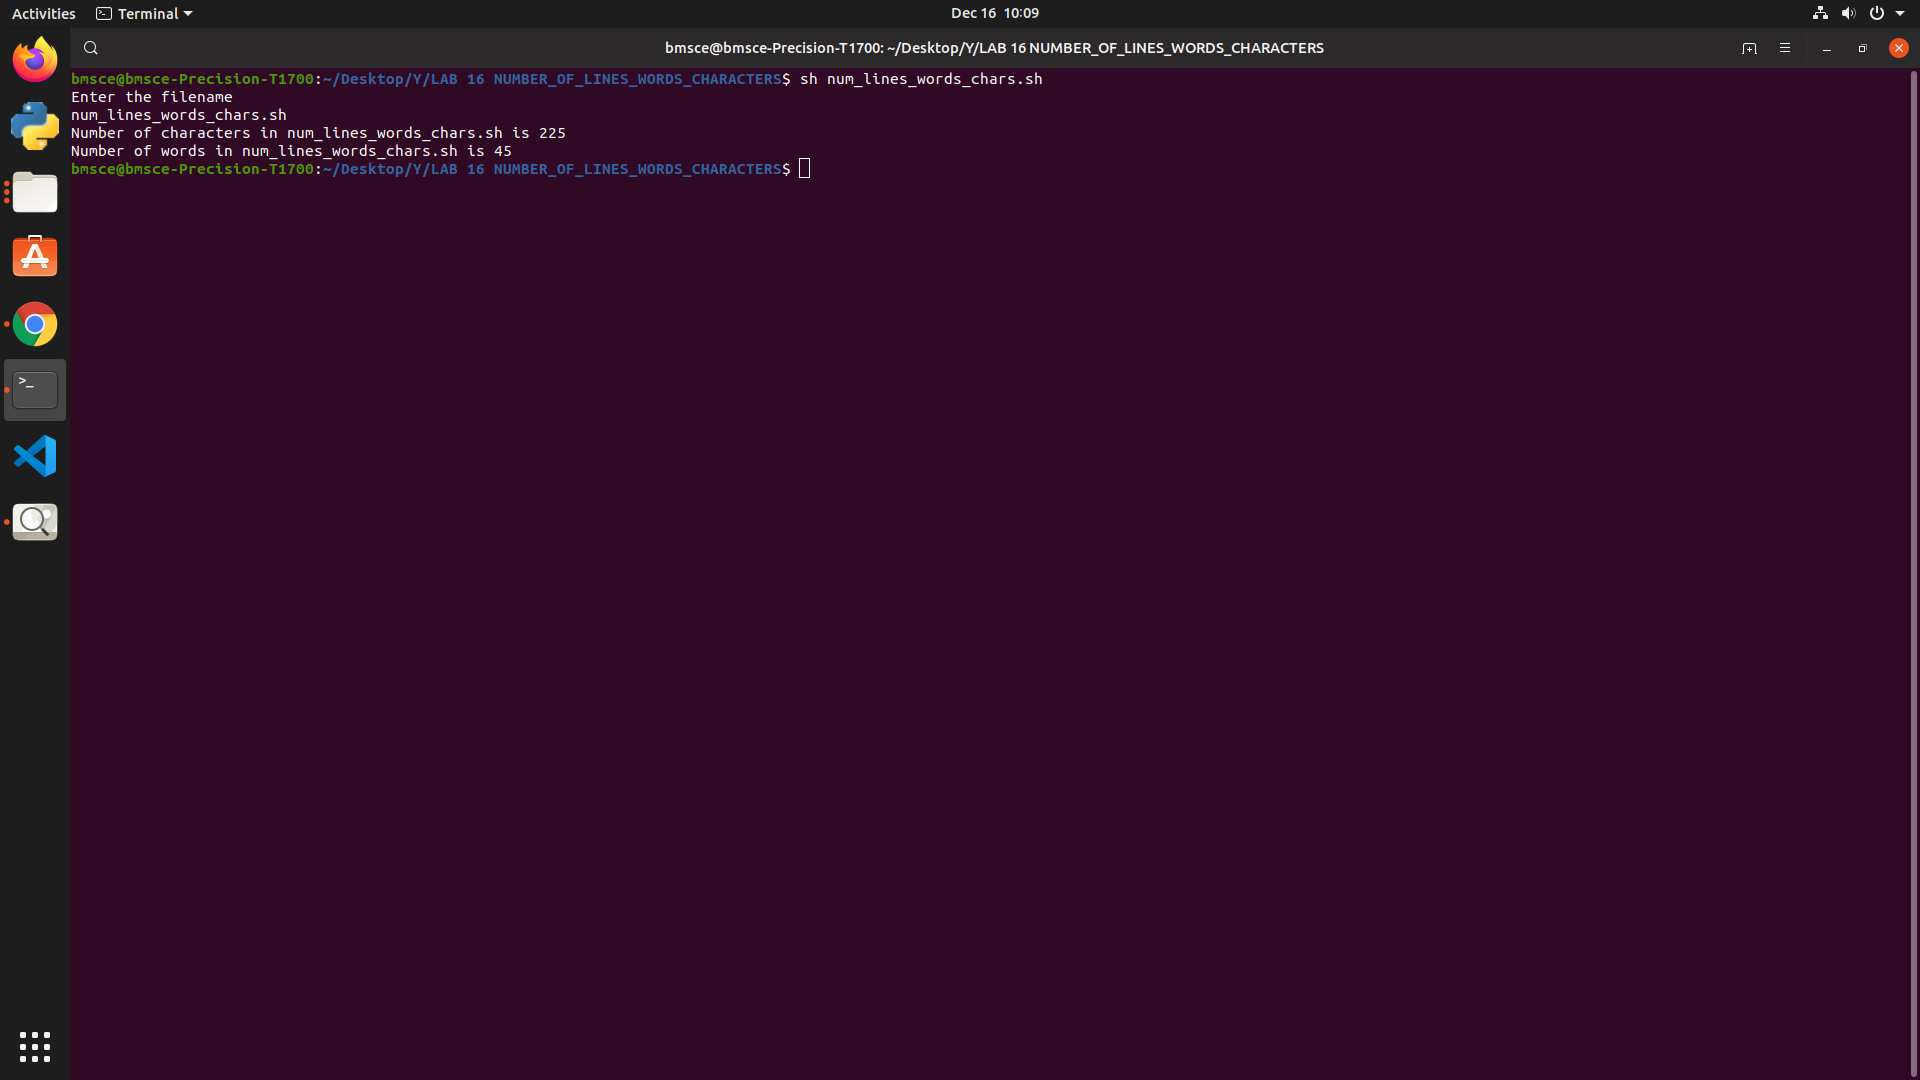 Activities Terminal Dec 16 10:09
bmsce@bmsce-Precision-T1700: ~/Desktop/Y/LAB 16 NUMBER_OF_LINES_WORDS_CHARACTERS
bmsce@bmsce-Precision-T1700:~/Desktop/Y/LAB 16 NUMBER_OF_LINES_WORDS_CHARACTERS$ sh num_lines_words_chars.sh
Enter the filename
num_lines_words_chars.sh
Number of characters in num_lines_words_chars.sh is 225
Number of words in num_lines_words_chars.sh is 45
bmsce@bmsce-Precision-T1700:~/Desktop/Y/LAB 16 NUMBER_OF_LINES_WORDS_CHARACTERS$